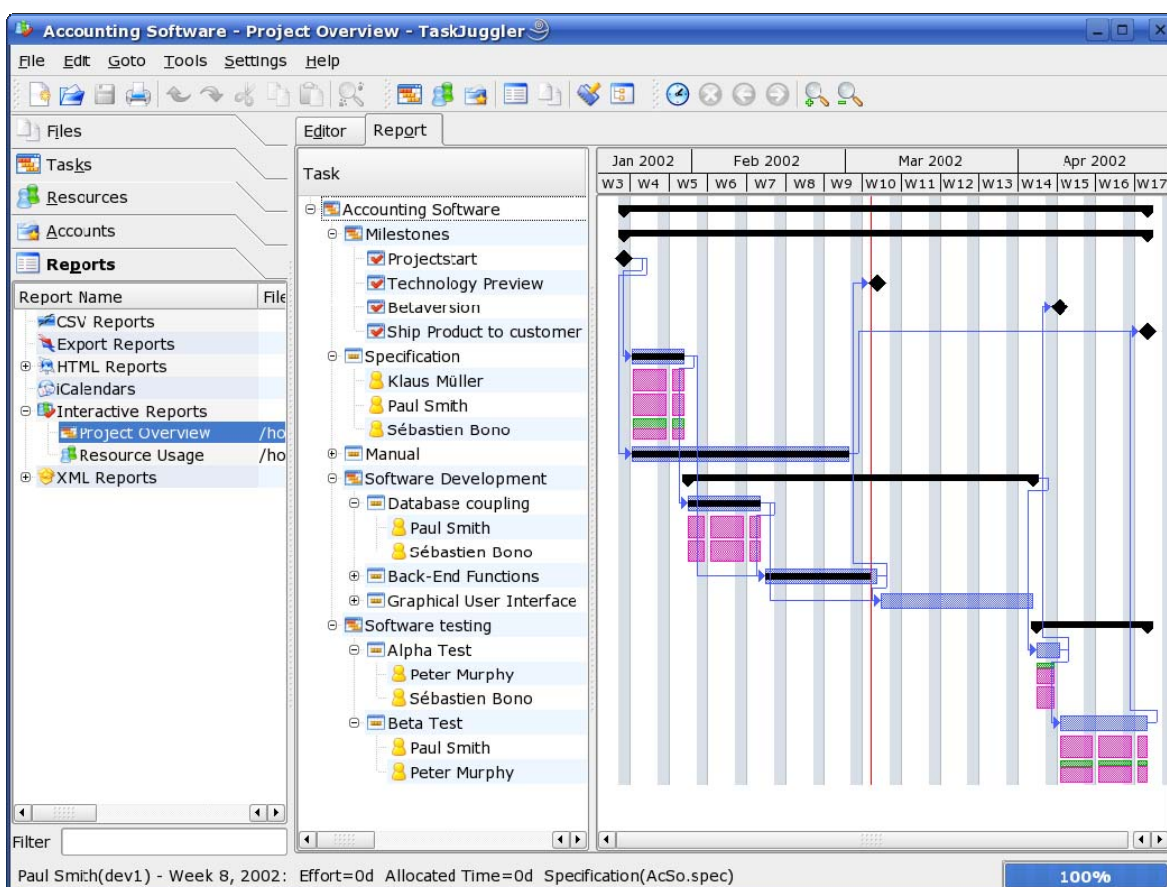 Accounting Software - Project Overview - TaskJuggler
File Edit Goto Tools Settings Help
Files
Tasks
Resources
Accounts
Reports
Report Name File
CSV Reports
Export Reports
HTML Reports
iCalendars
Interactive Reports
Project Overview /ho
Resource Usage /ho
XML Reports
Filter
Editor Report
Task
Accounting Software
Milestones
Projectstart
Technology Preview
Betaversion
Ship Product to customer
Specification
Klaus Müller
Paul Smith
Sébastien Bono
Manual
Software Development
Database coupling
Paul Smith
Sébastien Bono
Back-End Functions
Graphical User Interface
Software testing
Alpha Test
Peter Murphy
Sébastien Bono
Beta Test
Paul Smith
Peter Murphy
Jan 2002 Feb 2002 Mar 2002 Apr 2002
W3 W4 W5 W6 W7 W8 W9 W10 W11 W12 W13 W14 W15 W16 W17
Paul Smith(dev1) - Week 8, 2002: Effort=0d Allocated Time=0d Specification(AcSo.spec)
100%